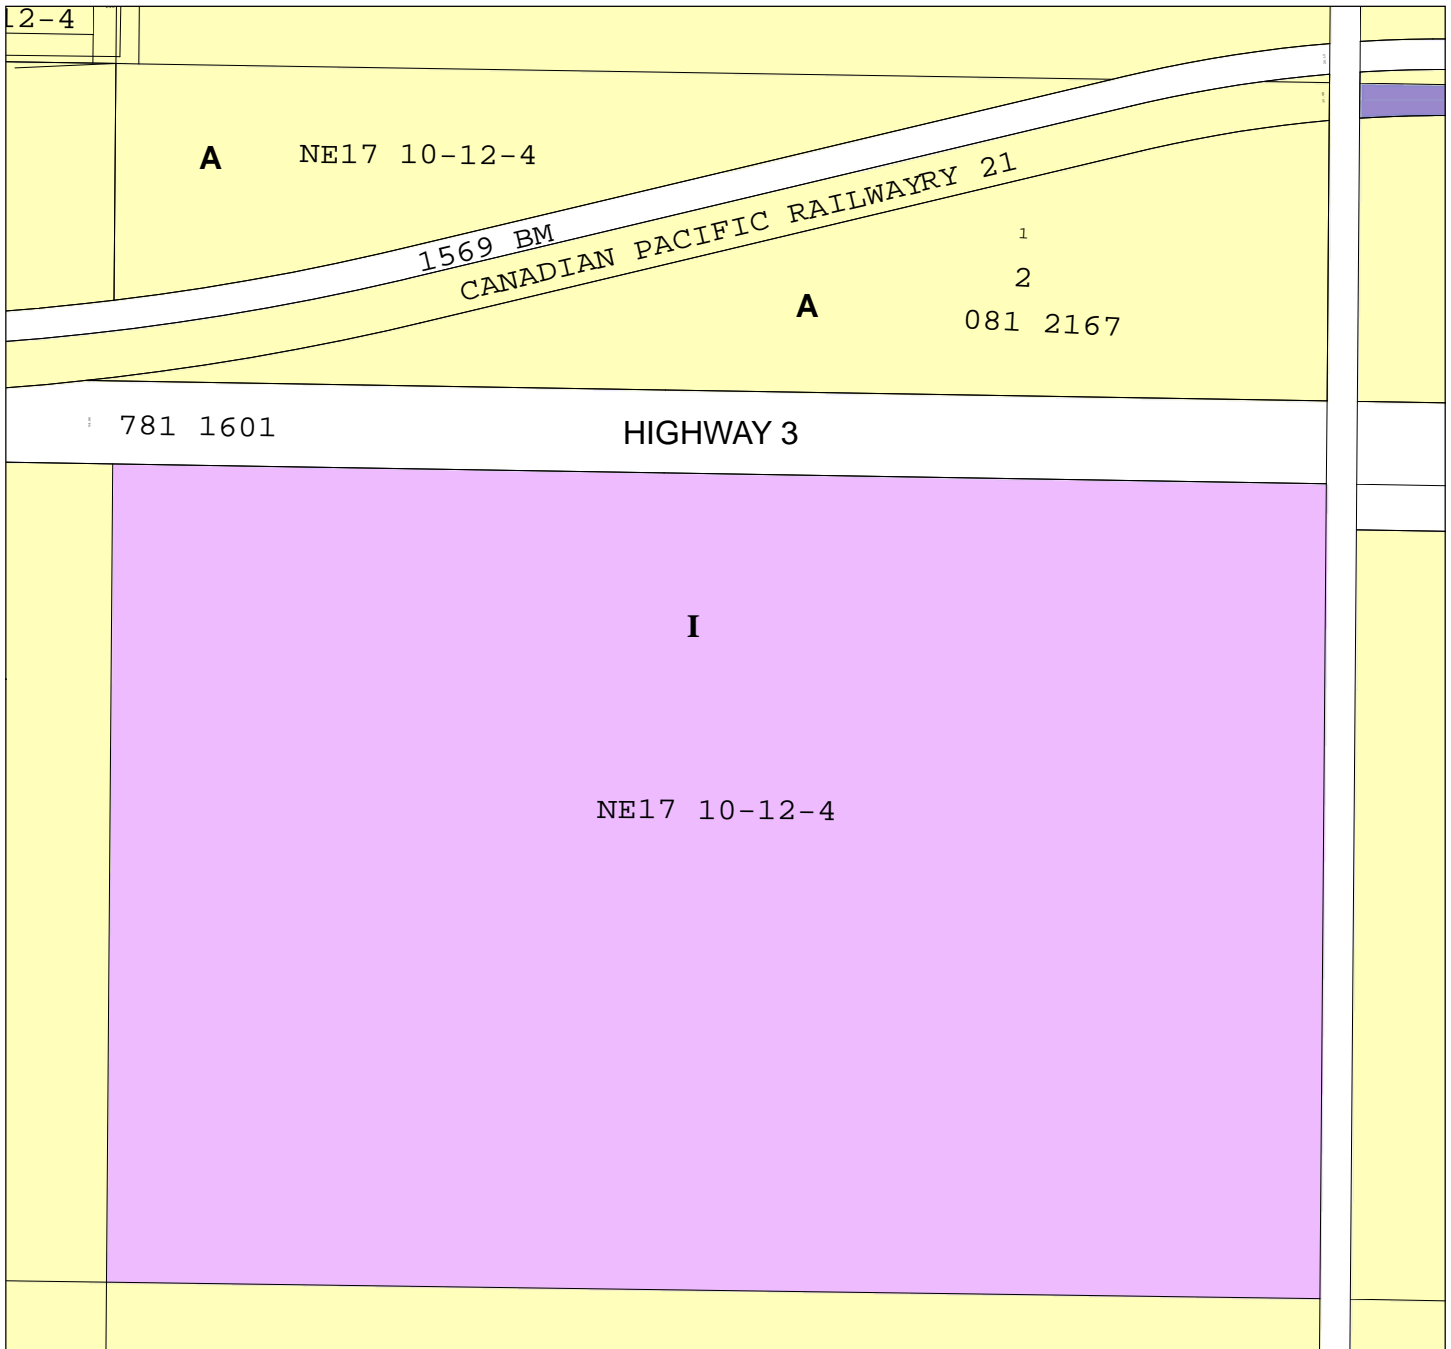 12-4
A NE17 10-12-4
1569 BM
CANADIAN PACIFIC RAILWAYRY 21
1
2
A
081 2167
781 1601
HIGHWAY 3
I
NE17 10-12-4